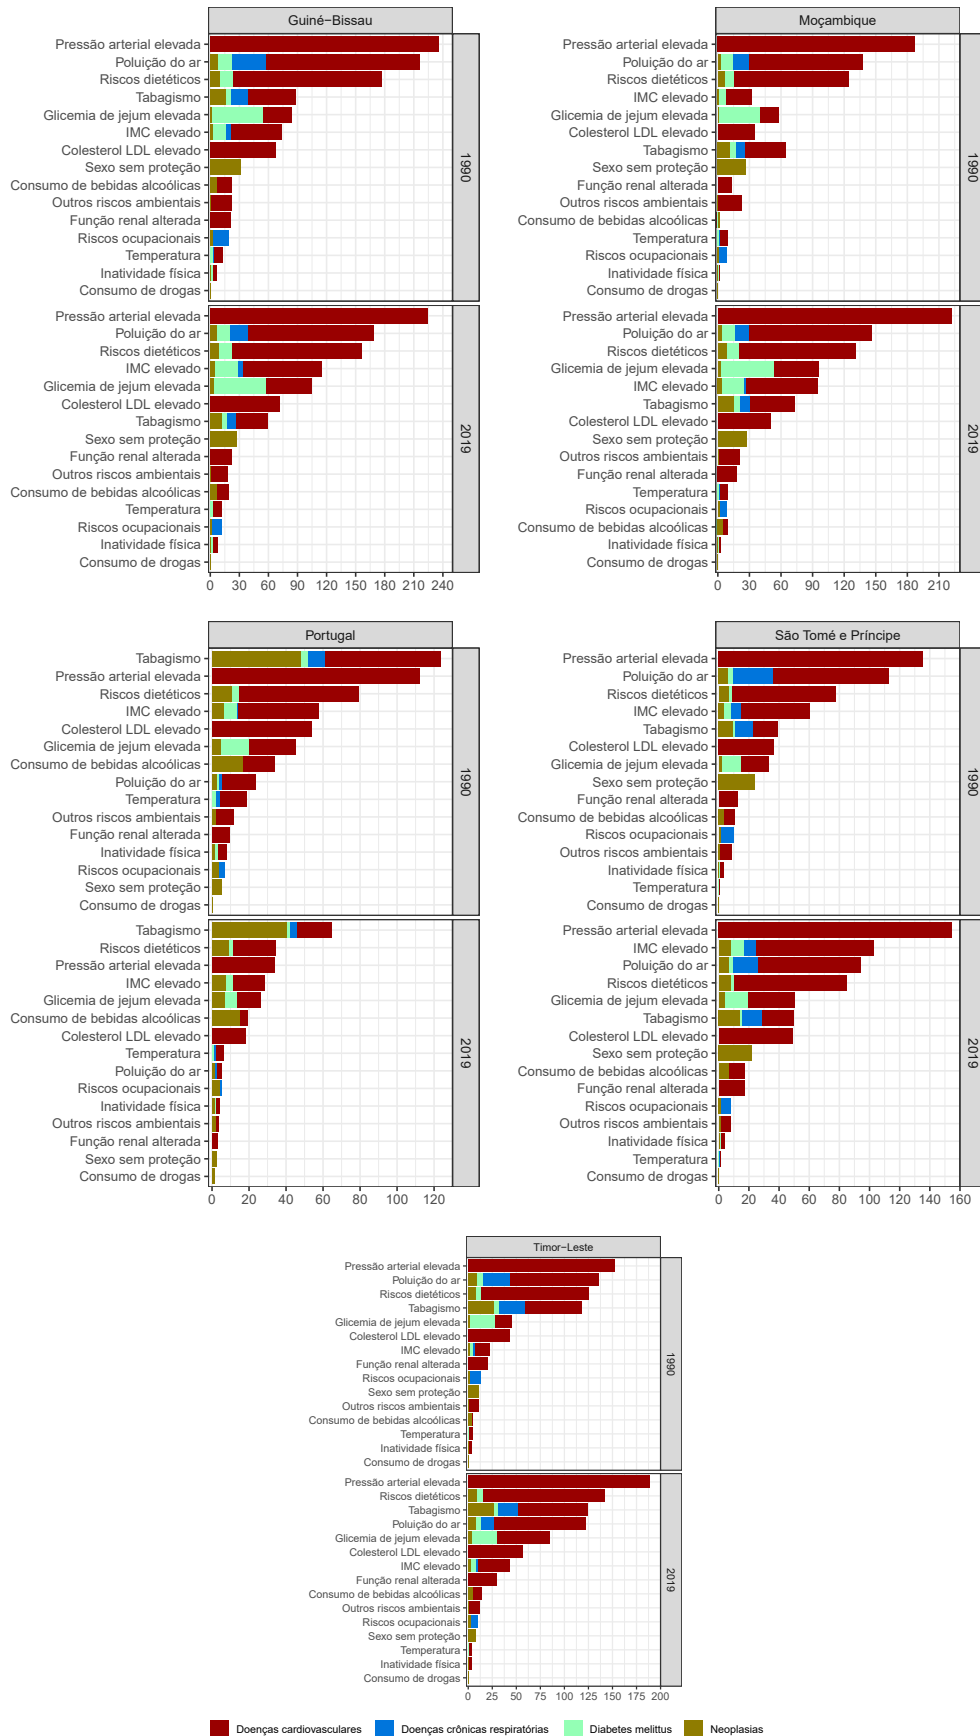 Guiné−Bissau
Pressão arterial elevada
Poluição do ar
Riscos dietéticos
Tabagismo
Glicemia de jejum elevada
IMC elevado
Colesterol LDL elevado
Sexo sem proteção
Consumo de bebidas alcoólicas
Outros riscos ambientais
Função renal alterada
Riscos ocupacionais
Temperatura
Inatividade física
Consumo de drogas
1990
Pressão arterial elevada
Poluição do ar
Riscos dietéticos
IMC elevado
Glicemia de jejum elevada
Colesterol LDL elevado
Tabagismo
Sexo sem proteção
Função renal alterada
Outros riscos ambientais
Consumo de bebidas alcoólicas
Temperatura
Riscos ocupacionais
Inatividade física
Consumo de drogas
2019
0 30 60 90 120 150 180 210 240
Moçambique
Pressão arterial elevada
Poluição do ar
Riscos dietéticos
IMC elevado
Glicemia de jejum elevada
Colesterol LDL elevado
Tabagismo
Sexo sem proteção
Função renal alterada
Outros riscos ambientais
Consumo de bebidas alcoólicas
Temperatura
Riscos ocupacionais
Inatividade física
Consumo de drogas
1990
Pressão arterial elevada
Poluição do ar
Riscos dietéticos
Glicemia de jejum elevada
IMC elevado
Tabagismo
Colesterol LDL elevado
Sexo sem proteção
Outros riscos ambientais
Função renal alterada
Temperatura
Riscos ocupacionais
Consumo de bebidas alcoólicas
Inatividade física
Consumo de drogas
2019
0 30 60 90 120 150 180 210
Portugal
Tabagismo
Pressão arterial elevada
Riscos dietéticos
IMC elevado
Colesterol LDL elevado
Glicemia de jejum elevada
Consumo de bebidas alcoólicas
Poluição do ar
Temperatura
Outros riscos ambientais
Função renal alterada
Inatividade física
Riscos ocupacionais
Sexo sem proteção
Consumo de drogas
1990
Tabagismo
Riscos dietéticos
Pressão arterial elevada
IMC elevado
Glicemia de jejum elevada
Consumo de bebidas alcoólicas
Colesterol LDL elevado
Temperatura
Poluição do ar
Riscos ocupacionais
Inatividade física
Outros riscos ambientais
Função renal alterada
Sexo sem proteção
Consumo de drogas
2019
0 20 40 60 80 100 120
São Tomé e Príncipe
Pressão arterial elevada
Poluição do ar
Riscos dietéticos
IMC elevado
Tabagismo
Colesterol LDL elevado
Glicemia de jejum elevada
Sexo sem proteção
Função renal alterada
Consumo de bebidas alcoólicas
Riscos ocupacionais
Outros riscos ambientais
Inatividade física
Temperatura
Consumo de drogas
1990
Pressão arterial elevada
IMC elevado
Poluição do ar
Riscos dietéticos
Glicemia de jejum elevada
Tabagismo
Colesterol LDL elevado
Sexo sem proteção
Consumo de bebidas alcoólicas
Função renal alterada
Riscos ocupacionais
Outros riscos ambientais
Inatividade física
Temperatura
Consumo de drogas
2019
0 20 40 60 80 100 120 140 160
Timor−Leste
Pressão arterial elevada
Poluição do ar
Riscos dietéticos
Tabagismo
Glicemia de jejum elevada
Colesterol LDL elevado
IMC elevado
Função renal alterada
Riscos ocupacionais
Sexo sem proteção
Outros riscos ambientais
Consumo de bebidas alcoólicas
Temperatura
Inatividade física
Consumo de drogas
1990
Pressão arterial elevada
Riscos dietéticos
Tabagismo
Poluição do ar
Glicemia de jejum elevada
Colesterol LDL elevado
IMC elevado
Função renal alterada
Consumo de bebidas alcoólicas
Outros riscos ambientais
Riscos ocupacionais
Sexo sem proteção
Temperatura
Inatividade física
Consumo de drogas
2019
0 25 50 75 100 125 150 175 200
Doenças cardiovasculares Doenças crônicas respiratórias Diabetes melittus Neoplasias